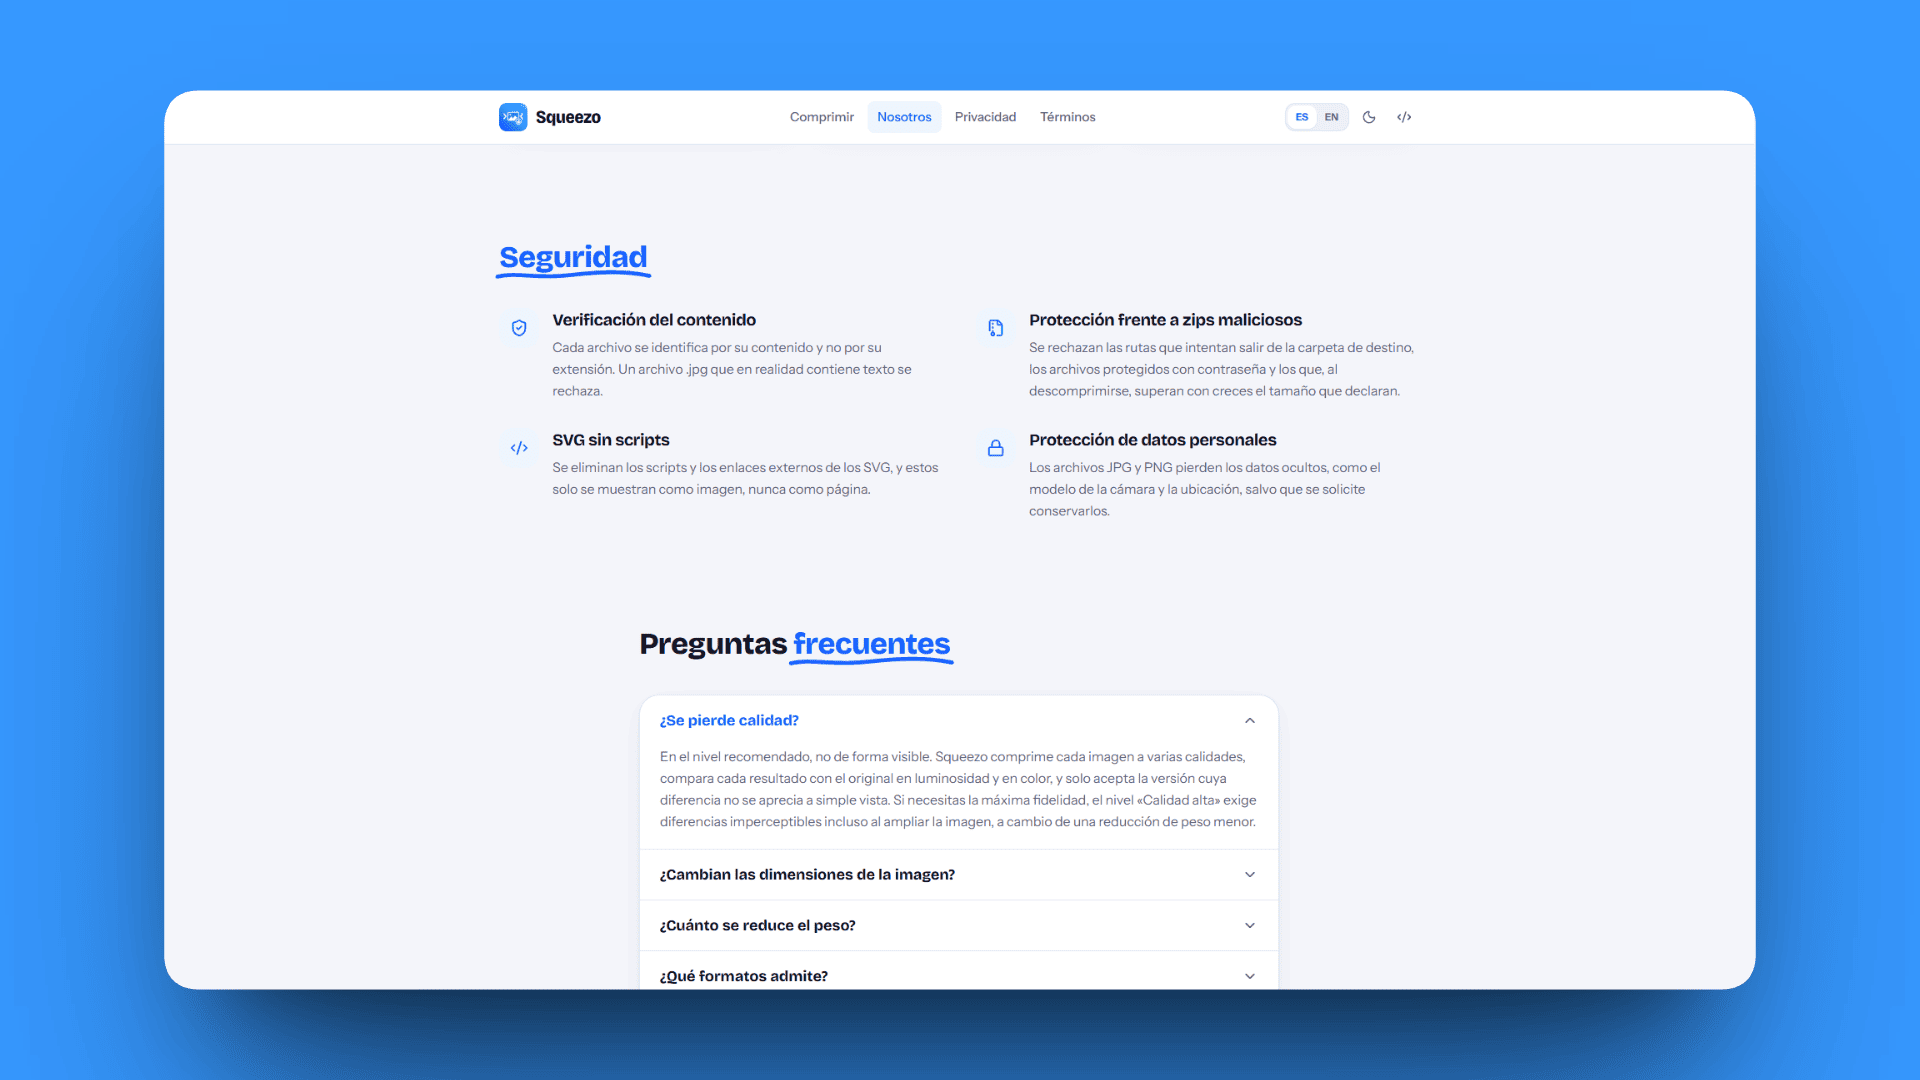 Squeezo
Comprimir
Nosotros
Privacidad
Términos
ES
EN
Seguridad
Verificación del contenido
Cada archivo se identifica por su contenido y no por su
extensión. Un archivo .jpg que en realidad contiene texto se
rechaza.
Protección frente a zips maliciosos
Se rechazan las rutas que intentan salir de la carpeta de destino,
los archivos protegidos con contraseña y los que, al
descomprimirse, superan con creces el tamaño que declaran.
SVG sin scripts
Se eliminan los scripts y los enlaces externos de los SVG, y estos
solo se muestran como imagen, nunca como página.
Protección de datos personales
Los archivos JPG y PNG pierden los datos ocultos, como el
modelo de la cámara y la ubicación, salvo que se solicite
conservarlos.
Preguntas frecuentes
¿Se pierde calidad?
En el nivel recomendado, no de forma visible. Squeezo comprime cada imagen a varias calidades,
compara cada resultado con el original en luminosidad y en color, y solo acepta la versión cuya
diferencia no se aprecia a simple vista. Si necesitas la máxima fidelidad, el nivel «Calidad alta» exige
diferencias imperceptibles incluso al ampliar la imagen, a cambio de una reducción de peso menor.
¿Cambian las dimensiones de la imagen?
¿Cuánto se reduce el peso?
¿Qué formatos admite?